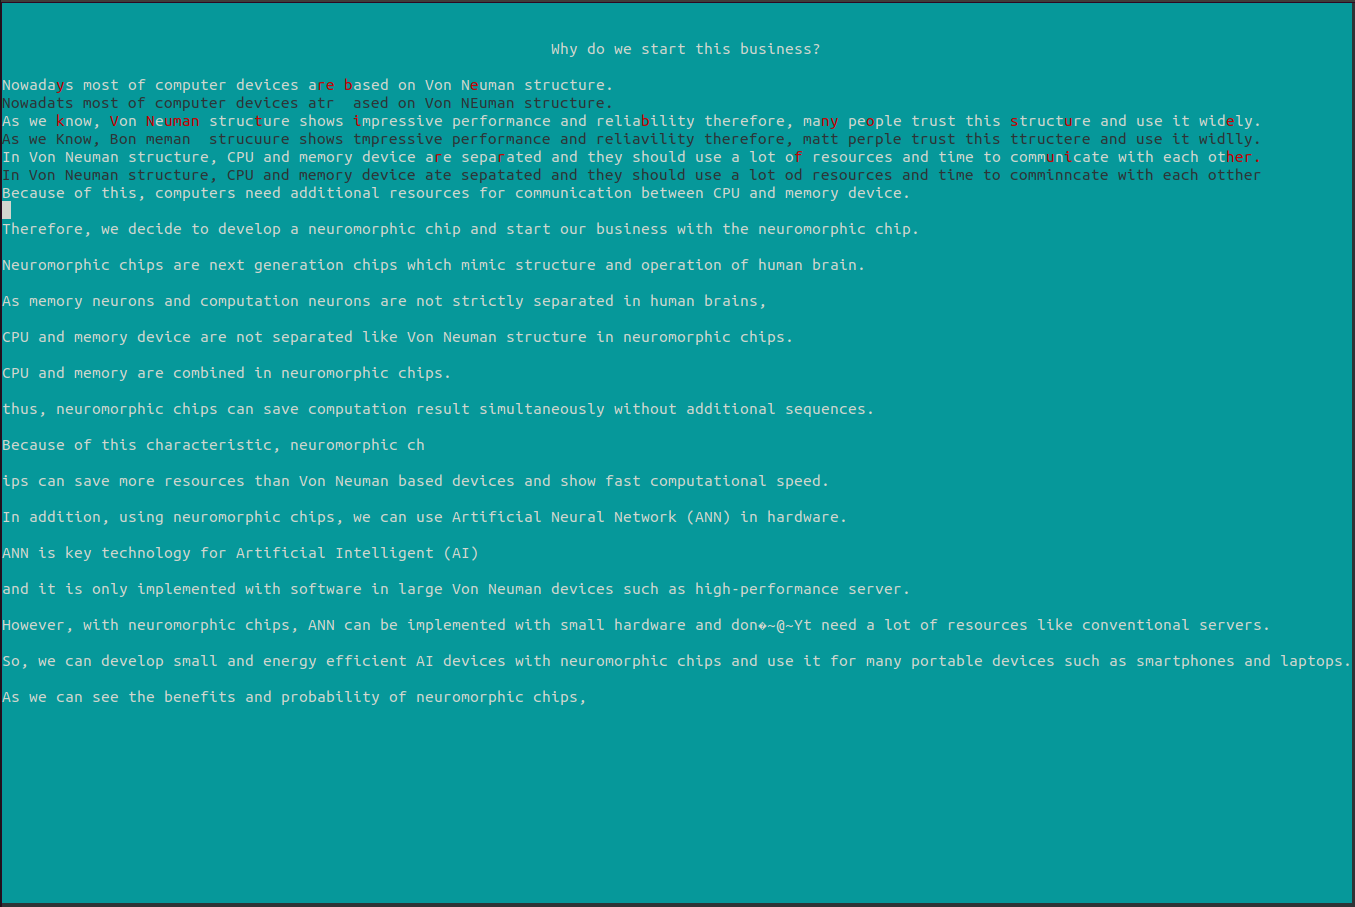 Why do we start this business?
Nowadays most of computer devices are based on Von Neuman structure.
Nowadats most of computer devices atr  ased on Von NEuman structure.
As we know, Von Neuman structure shows impressive performance and reliability therefore, many people trust this structure and use it widely.
As we Know, Bon meman  strucuure shows tmpressive performance and reliavility therefore, matt perple trust this ttructere and use it widlly.
In Von Neuman structure, CPU and memory device are separated and they should use a lot of resources and time to communicate with each other.
In Von Neuman structure, CPU and memory device ate sepatated and they should use a lot od resources and time to comminncate with each otther
Because of this, computers need additional resources for communication between CPU and memory device.
Therefore, we decide to develop a neuromorphic chip and start our business with the neuromorphic chip.
Neuromorphic chips are next generation chips which mimic structure and operation of human brain.
As memory neurons and computation neurons are not strictly separated in human brains,
CPU and memory device are not separated like Von Neuman structure in neuromorphic chips.
CPU and memory are combined in neuromorphic chips.
thus, neuromorphic chips can save computation result simultaneously without additional sequences.
Because of this characteristic, neuromorphic ch
ips can save more resources than Von Neuman based devices and show fast computational speed.
In addition, using neuromorphic chips, we can use Artificial Neural Network (ANN) in hardware.
ANN is key technology for Artificial Intelligent (AI)
and it is only implemented with software in large Von Neuman devices such as high-performance server.
However, with neuromorphic chips, ANN can be implemented with small hardware and don�~@~Yt need a lot of resources like conventional servers.
So, we can develop small and energy efficient AI devices with neuromorphic chips and use it for many portable devices such as smartphones and laptops.
As we can see the benefits and probability of neuromorphic chips,